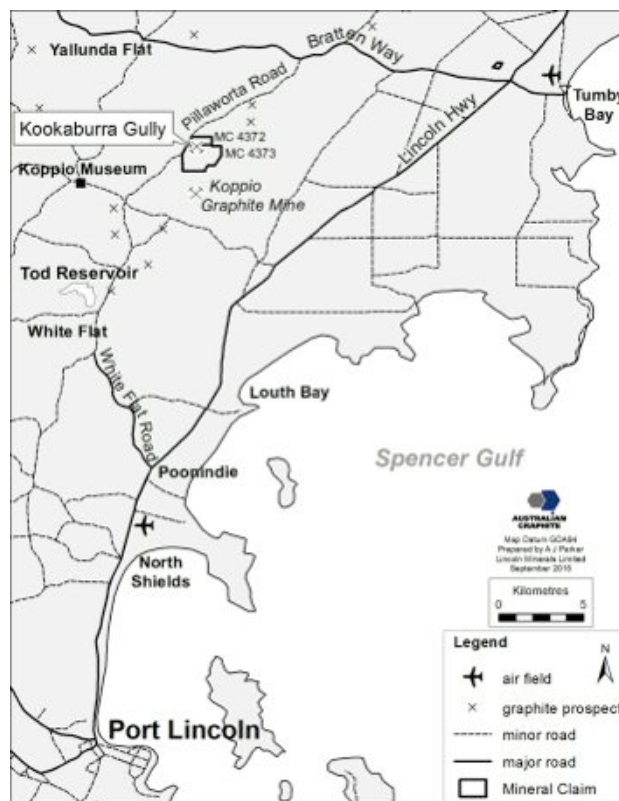 Yallunda Flat
Bratten Way
Pillaworta Road
Tumby
Bay
Kookaburra Gully
MC 4372
MC 4373
Lincoln Hwy
Koppio Museum
Koppio
Graphite Mine
Tod Reservoir
White Flat
White Flat Road
Louth Bay
Spencer Gulf
Poonindie
AUSTRALIAN
GRAPHITE
Map Datum GDA94
Prepared by A J Parker
Lincoln Minerals Limited
September 2015
North
Shields
Kilometres
0 5
Legend
N
air field
graphite prospect
minor road
major road
Mineral Claim
Port Lincoln